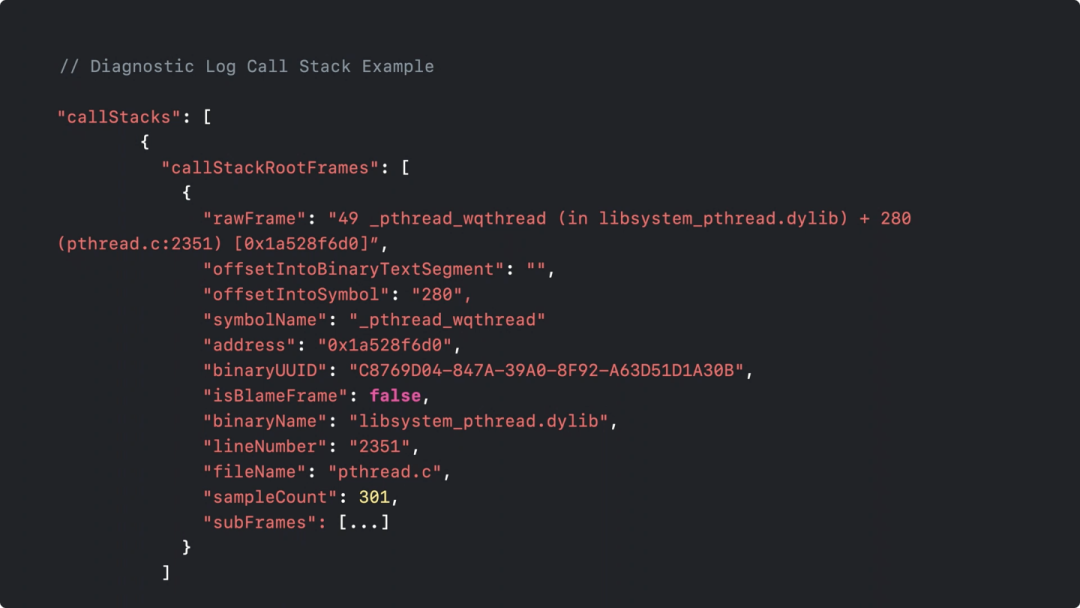 // Diagnostic Log Call Stack Example
"callStacks": [
{
"callStackRootFrames": [
{
"rawFrame": "49 _pthread_wqthread (in libsystem_pthread.dylib) + 280
(pthread.c:2351) [0x1a528f6d0]”,
"offsetIntoBinaryTextSegment": "",
"offsetIntoSymbol": "280",
"symbolName": "_pthread_wqthread"
"address": "0x1a528f6d0",
"binaryUUID": "C8769D04-847A-39A0-8F92-A63D51D1A30B",
"isBlameFrame": false,
"binaryName": "libsystem_pthread.dylib",
"lineNumber": "2351",
"fileName": "pthread.c",
"sampleCount": 301,
"subFrames": [...]
}
]